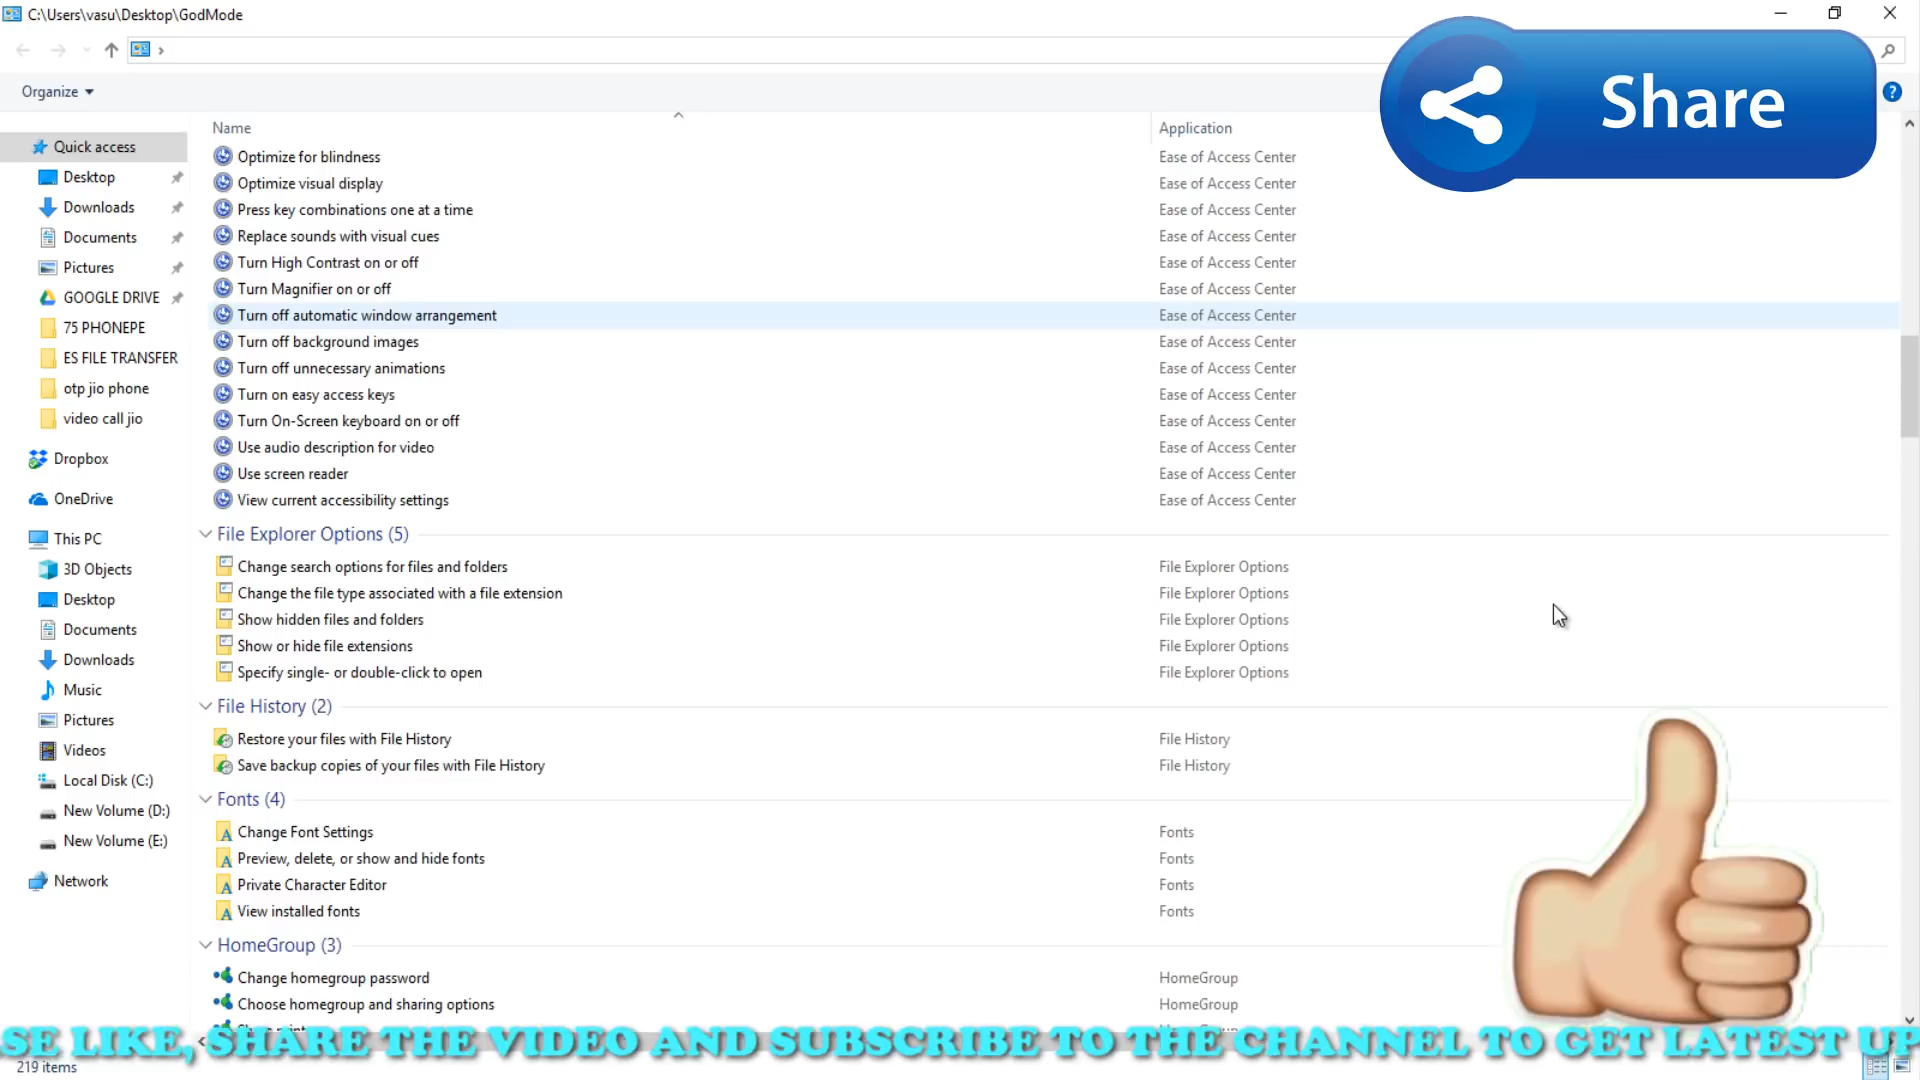 C:\Users\vasu\Desktop\GodMode
Share
Organize
?
Name Application
Quick access
Desktop
Downloads
Documents
Pictures
GOOGLE DRIVE
75 PHONEPE
ES FILE TRANSFER
otp jio phone
video call jio
Dropbox
OneDrive
This PC
3D Objects
Desktop
Documents
Downloads
Music
Pictures
Videos
Local Disk (C:)
New Volume (D:)
New Volume (E:)
Network
Optimize for blindness Ease of Access Center
Optimize visual display Ease of Access Center
Press key combinations one at a time Ease of Access Center
Replace sounds with visual cues Ease of Access Center
Turn High Contrast on or off Ease of Access Center
Turn Magnifier on or off Ease of Access Center
Turn off automatic window arrangement Ease of Access Center
Turn off background images Ease of Access Center
Turn off unnecessary animations Ease of Access Center
Turn on easy access keys Ease of Access Center
Turn On-Screen keyboard on or off Ease of Access Center
Use audio description for video Ease of Access Center
Use screen reader Ease of Access Center
View current accessibility settings Ease of Access Center
File Explorer Options (5)
Change search options for files and folders File Explorer Options
Change the file type associated with a file extension File Explorer Options
Show hidden files and folders File Explorer Options
Show or hide file extensions File Explorer Options
Specify single- or double-click to open File Explorer Options
File History (2)
Restore your files with File History File History
Save backup copies of your files with File History File History
Fonts (4)
Change Font Settings Fonts
Preview, delete, or show and hide fonts Fonts
Private Character Editor Fonts
View installed fonts Fonts
HomeGroup (3)
Change homegroup password HomeGroup
Choose homegroup and sharing options HomeGroup
SE LIKE, SHARE THE VIDEO AND SUBSCRIBE TO THE CHANNEL TO GET LATEST UP
219 items